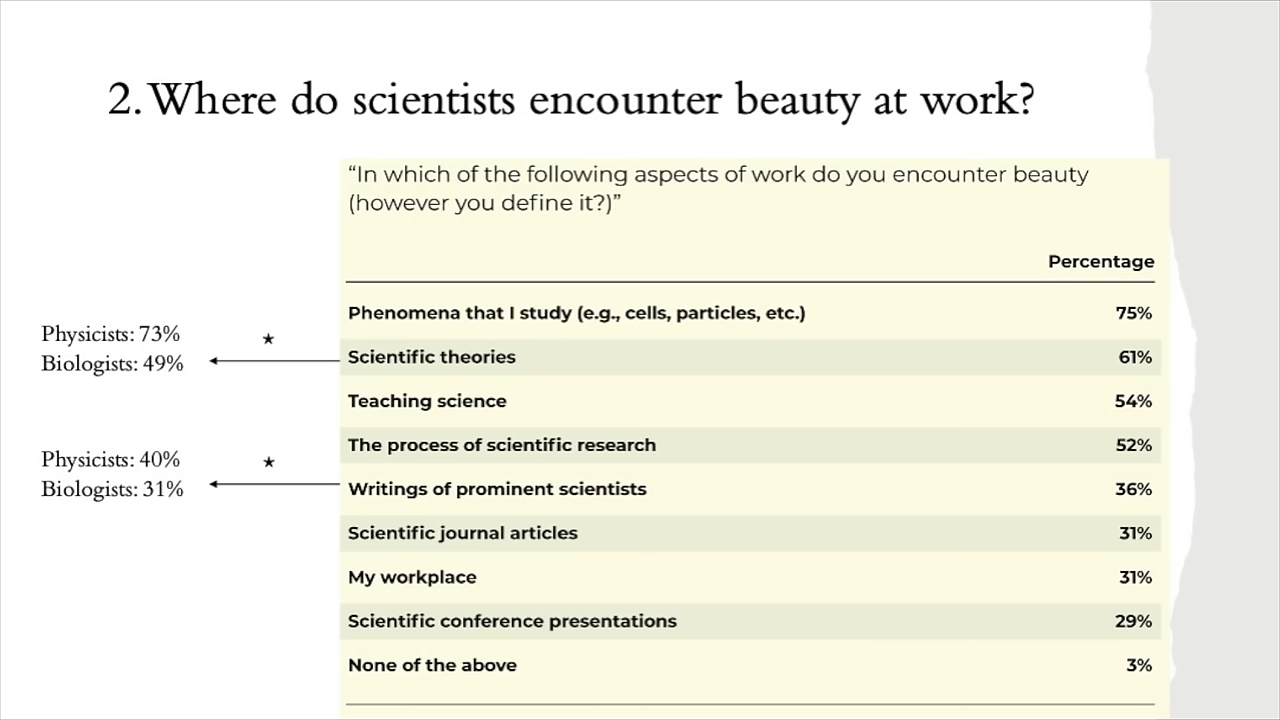 2. Where do scientists encounter beauty at work?
“In which of the following aspects of work do you encounter beauty
(however you define it?)”
Percentage
Phenomena that I study (e.g., cells, particles, etc.) 75%
Physicists: 73%
Biologists: 49%
★
Scientific theories 61%
Teaching science 54%
The process of scientific research 52%
Physicists: 40%
Biologists: 31%
★
Writings of prominent scientists 36%
Scientific journal articles 31%
My workplace 31%
Scientific conference presentations 29%
None of the above 3%